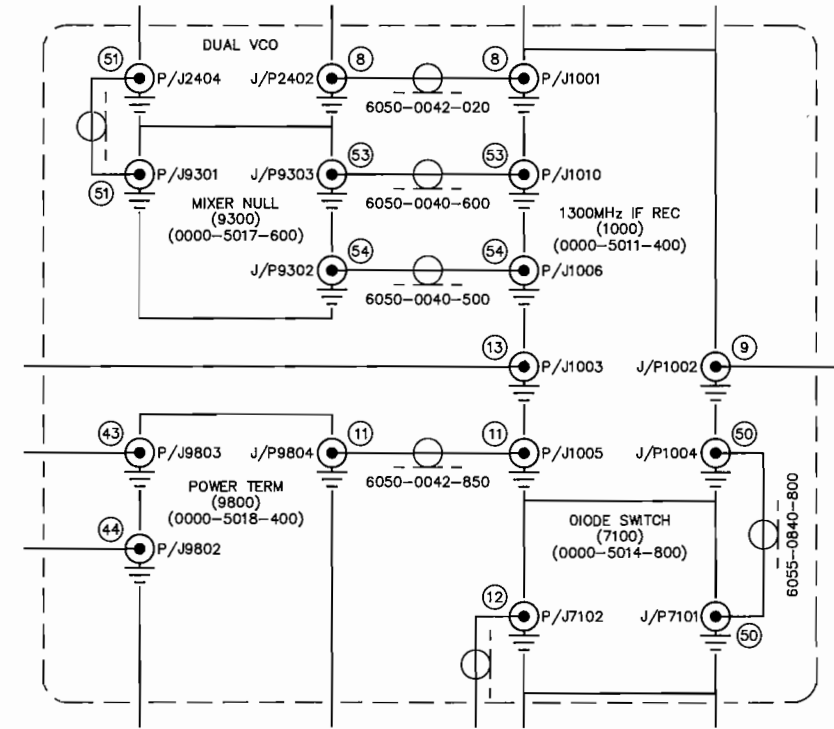 DUAL VCO
51
P/J2404
J/P2402
8
8
P/J1001
6050-0042-020
51
P/J9301
J/P9303
53
53
P/J1010
6050-0040-600
MIXER NULL
(9300)
(0000-5017-600)
1300MHz IF REC
(1000)
(0000-5011-400)
J/P9302
54
54
P/J1006
6050-0040-500
13
P/J1003
J/P1002
9
43
P/J9803
J/P9804
11
11
P/J1005
J/P1004
50
6050-0042-850
POWER TERM
(9800)
(0000-5018-400)
DIODE SWITCH
(7100)
(0000-5014-800)
6055-0840-800
44
P/J9802
12
P/J7102
J/P7101
50